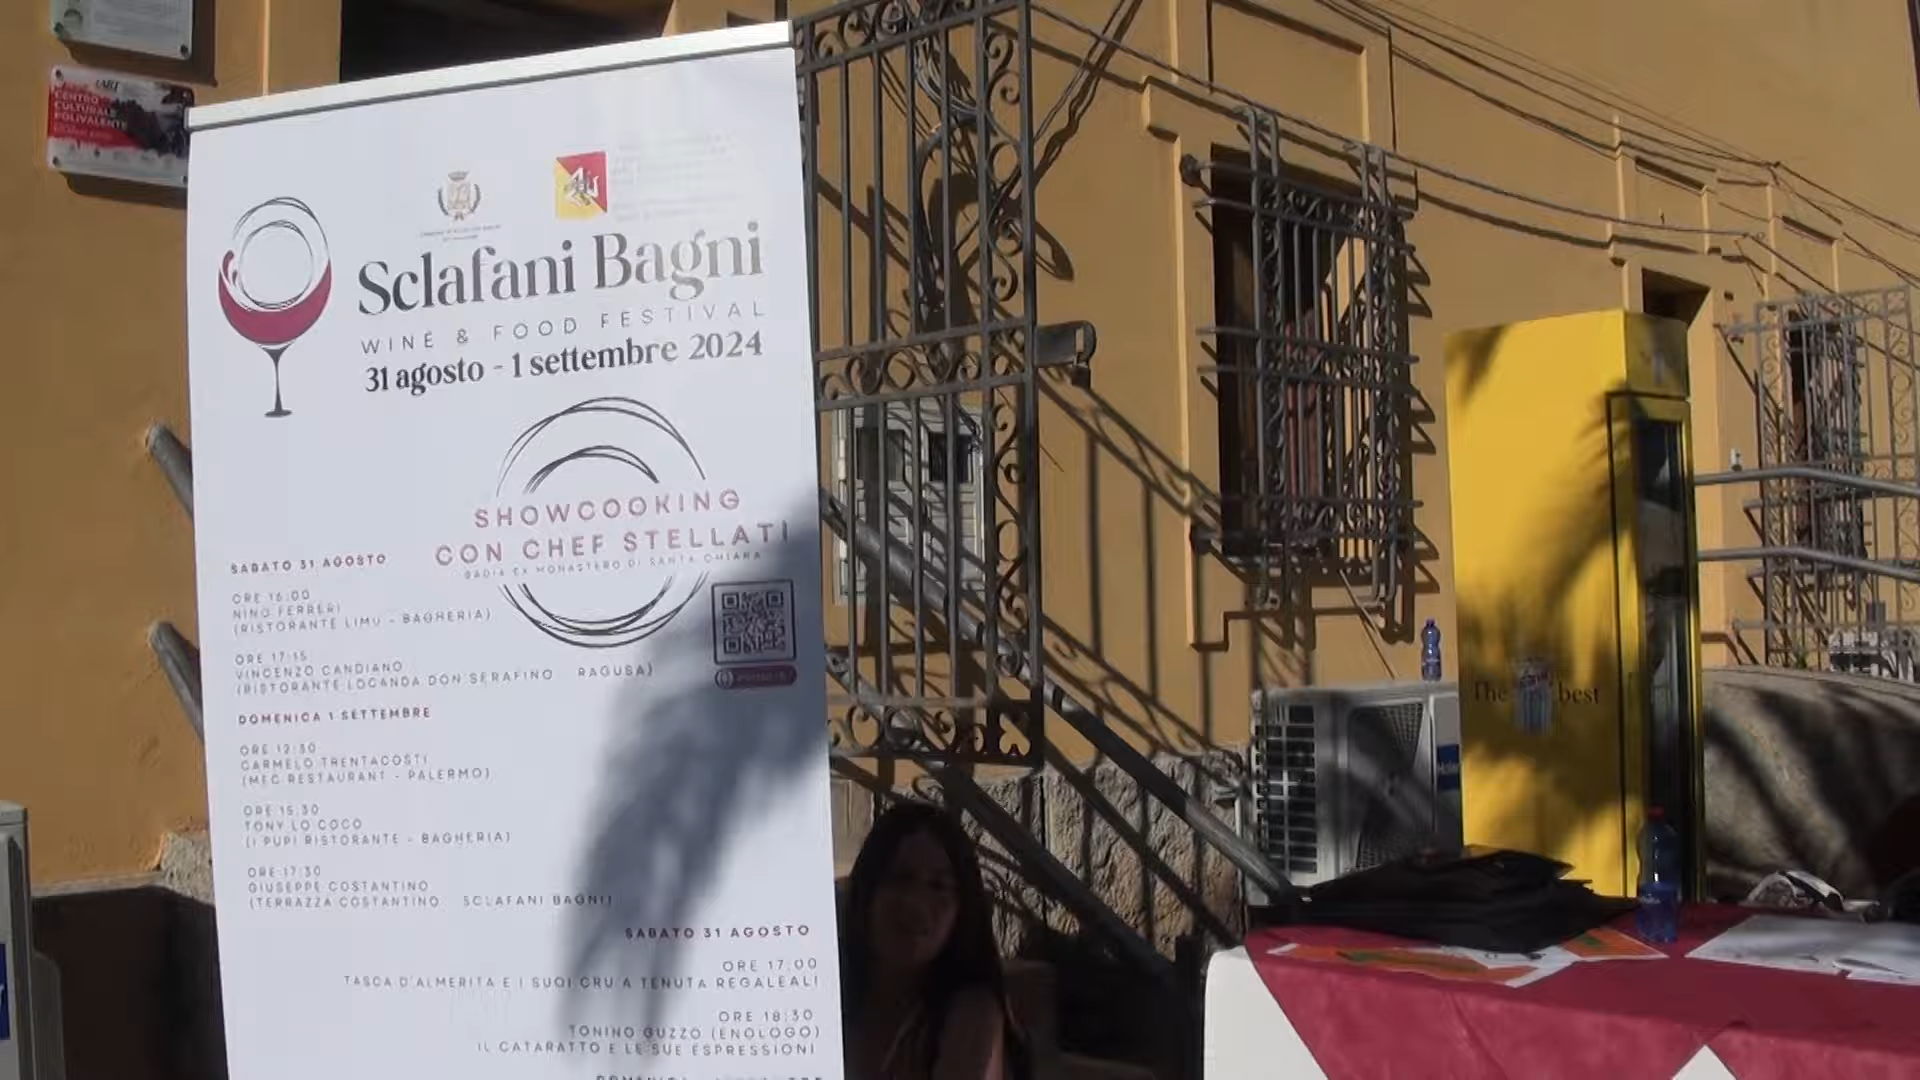 CENTRO
CULTURALE
POLIVALENTE
Sclafani Bagni
WINE & FOOD FESTIVAL
31 agosto - 1 settembre 2024
SHOWCOOKING
CON CHEF STELLATI
BADIA EX MONASTERO DI SANTA CHIARA
SABATO 31 AGOSTO
ORE 16:00
NINO FERRERI
(RISTORANTE LIMU - BAGHERIA)
ORE 17:15
VINCENZO CANDIANO
(RISTORANTE LOCANDA DON SERAFINO RAGUSA)
DOMENICA 1 SETTEMBRE
ORE 12:30
CARMELO TRENTACOSTI
(MEC RESTAURANT - PALERMO)
ORE 15:30
TONY LO COCO
(I PUPI RISTORANTE - BAGHERIA)
ORE 17:30
GIUSEPPE COSTANTINO
(TERRAZZA COSTANTINO SCLAFANI BAGNI)
SABATO 31 AGOSTO
ORE 17:00
TASCA D'ALMERITA E I SUOI CRU A TENUTA REGALEALI
ORE 18:30
TONINO GUZZO (ENOLOGO)
IL CATARATTO E LE SUE ESPRESSIONI
The best